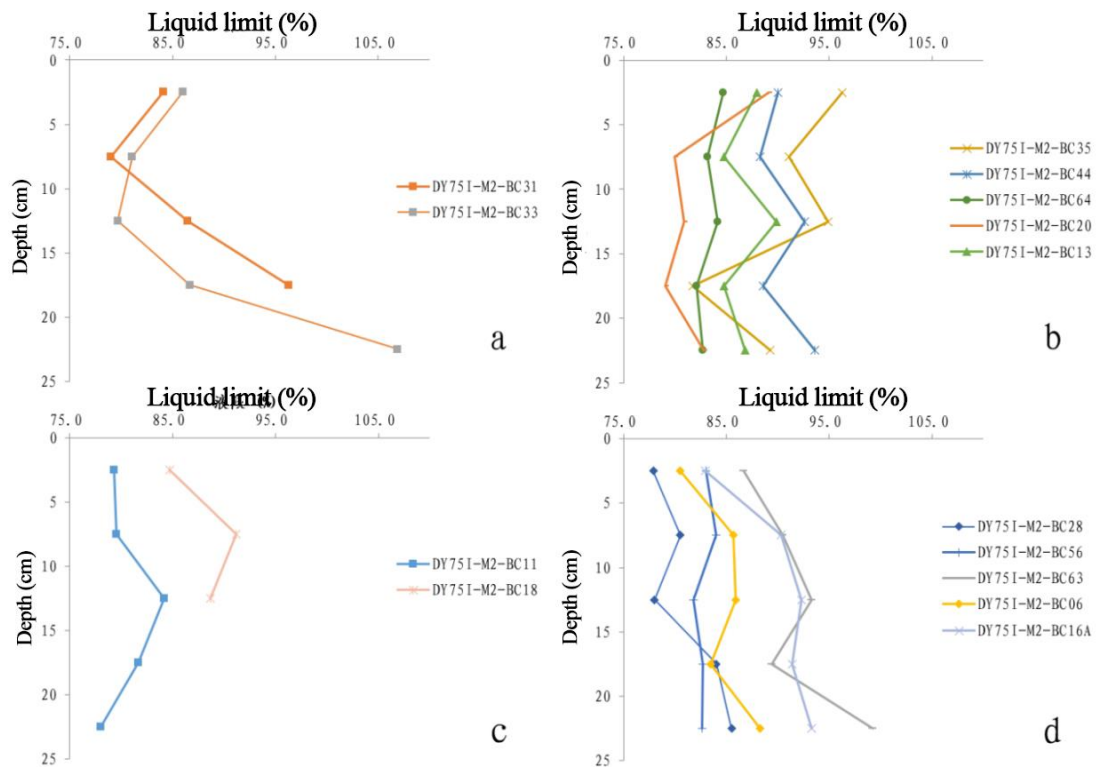 Liquid limit (%)
75.0 85.0 95.0 105.0
Depth (cm)
0
5
10
15
20
25
DY75I-M2-BC31
DY75I-M2-BC33
a
Liquid limit (%)
75.0 85.0 95.0 105.0
Depth (cm)
0
5
10
15
20
25
DY75I-M2-BC35
DY75I-M2-BC44
DY75I-M2-BC64
DY75I-M2-BC20
DY75I-M2-BC13
b
Liquid limit (%)
75.0 85.0 95.0 105.0
Depth (cm)
0
5
10
15
20
25
DY75I-M2-BC11
DY75I-M2-BC18
c
Liquid limit (%)
75.0 85.0 95.0 105.0
Depth (cm)
0
5
10
15
20
25
DY75I-M2-BC28
DY75I-M2-BC56
DY75I-M2-BC63
DY75I-M2-BC06
DY75I-M2-BC16A
d